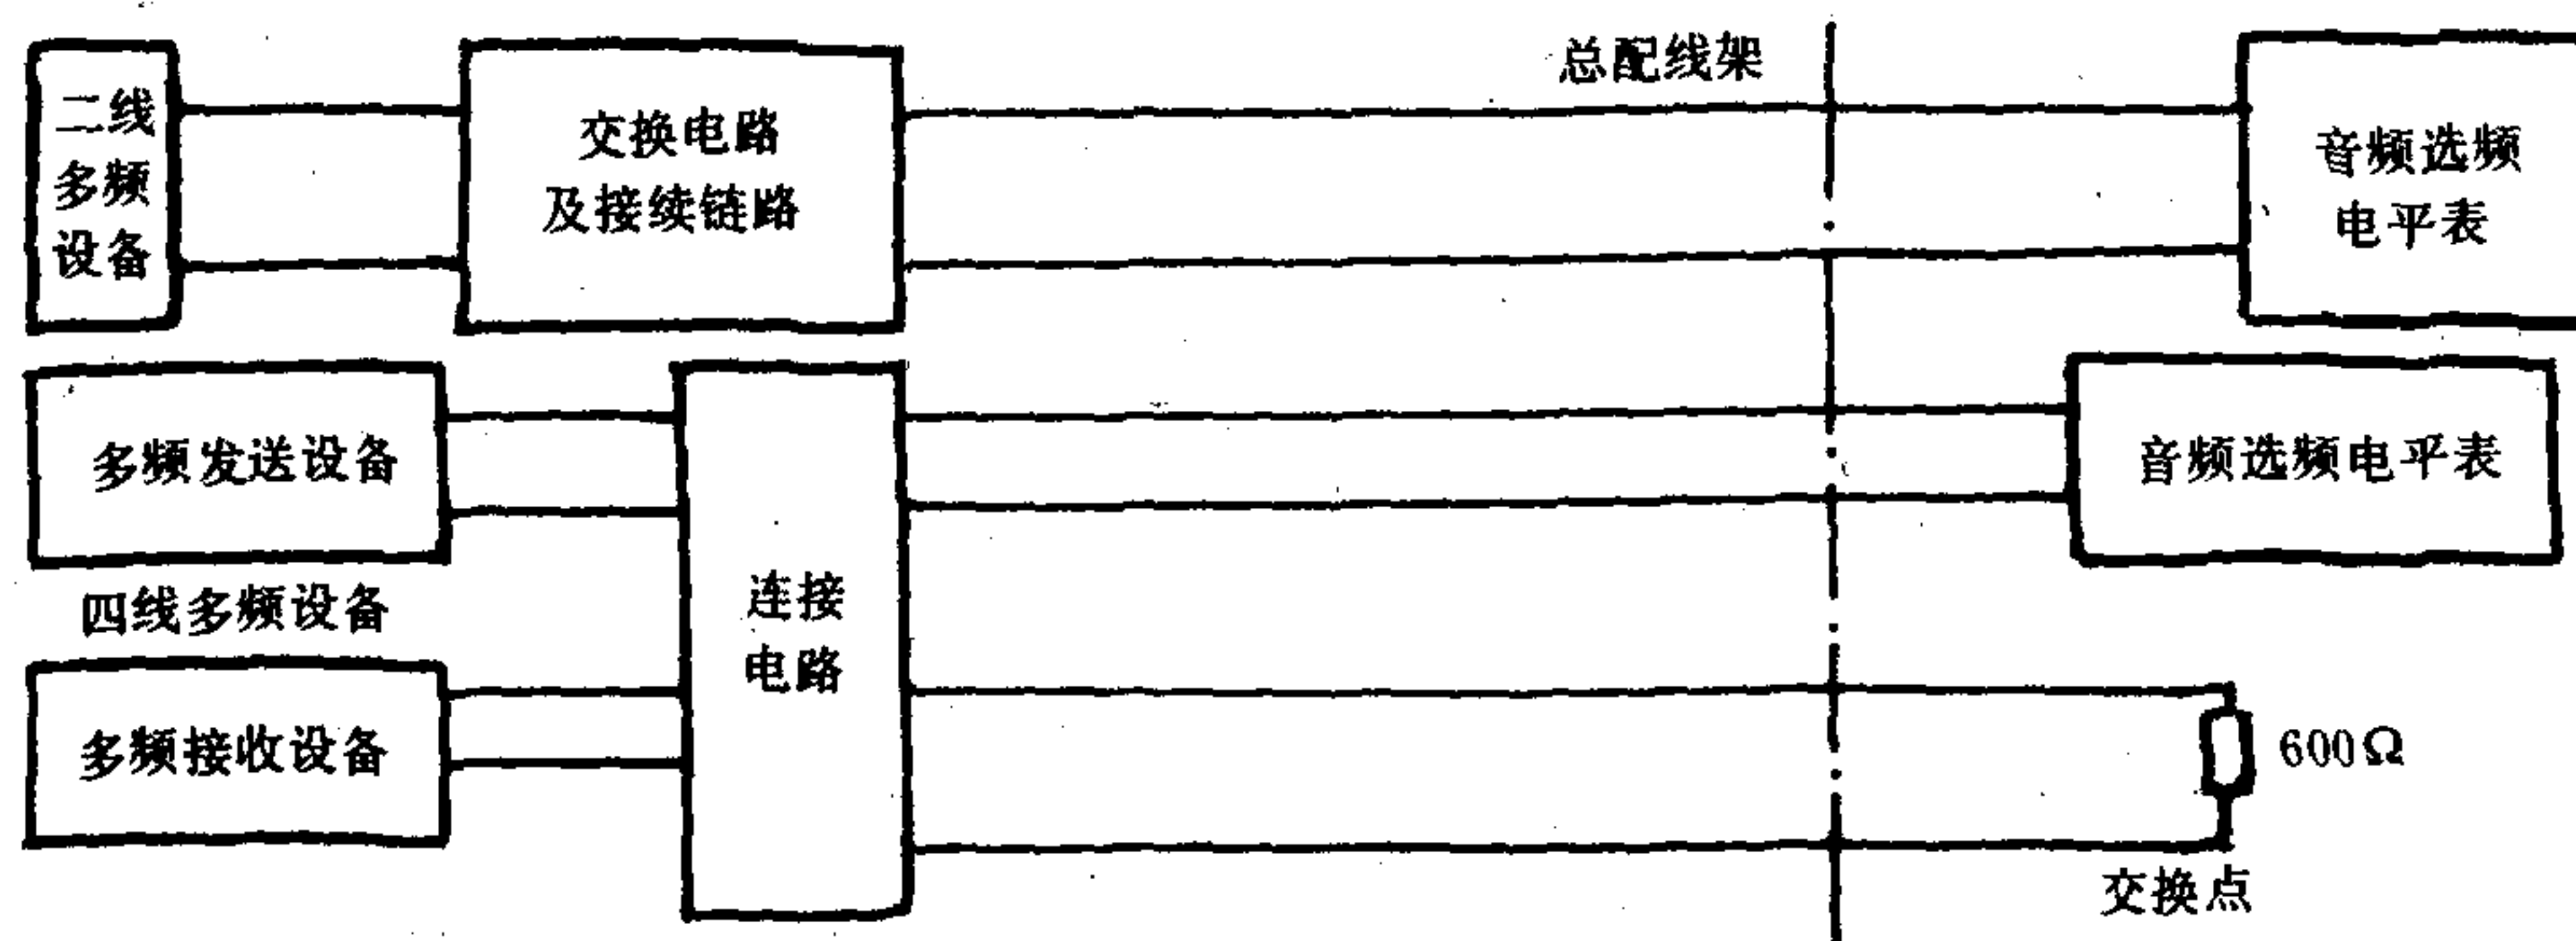 总配线架
二线
多频
设备
交换电路
及接续链路
音频选频
电平表
多频发送设备
音频选频电平表
四线多频设备
连接
电路
多频接收设备
600Ω
交换点